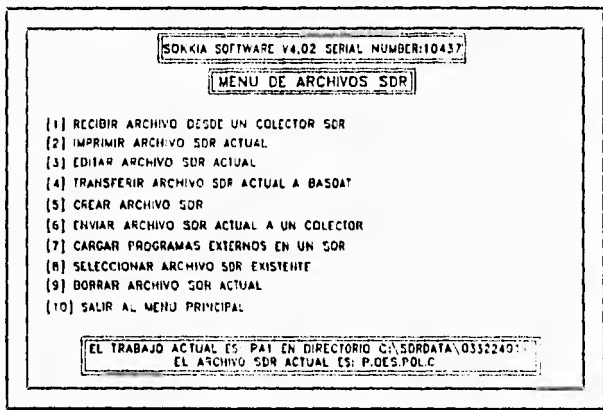 SOKKIA SOFTWARE V4.02 SERIAL NUMBER:10437
MENU DE ARCHIVOS SDR
[1] RECIBIR ARCHIVO DESDE UN COLECTOR SDR
[2] IMPRIMIR ARCHIVO SDR ACTUAL
[3] EDITAR ARCHIVO SDR ACTUAL
[4] TRANSFERIR ARCHIVO SDR ACTUAL A BASDAT
[5] CREAR ARCHIVO SDR
[6] ENVIAR ARCHIVO SDR ACTUAL A UN COLECTOR
[7] CARGAR PROGRAMAS EXTERNOS EN UN SDR
[8] SELECCIONAR ARCHIVO SDR EXISTENTE
[9] BORRAR ARCHIVO SDR ACTUAL
[10] SALIR AL MENU PRINCIPAL
EL TRABAJO ACTUAL ES: PA1 EN DIRECTORIO
EL ARCHIVO SDR ACTUAL ES: P.OES.POL.C